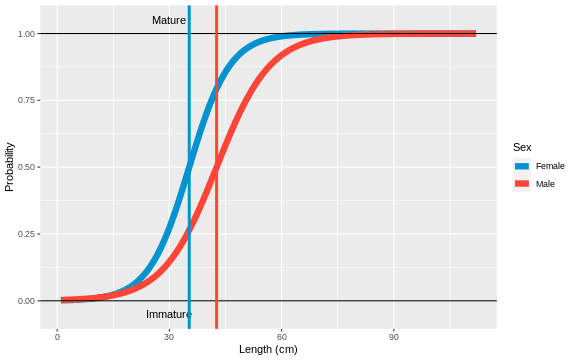 Mature
1.00
0.75
0.50
0.25
0.00
Probability
Immature
0
30
60
90
Length (cm)
Sex
Female
Male